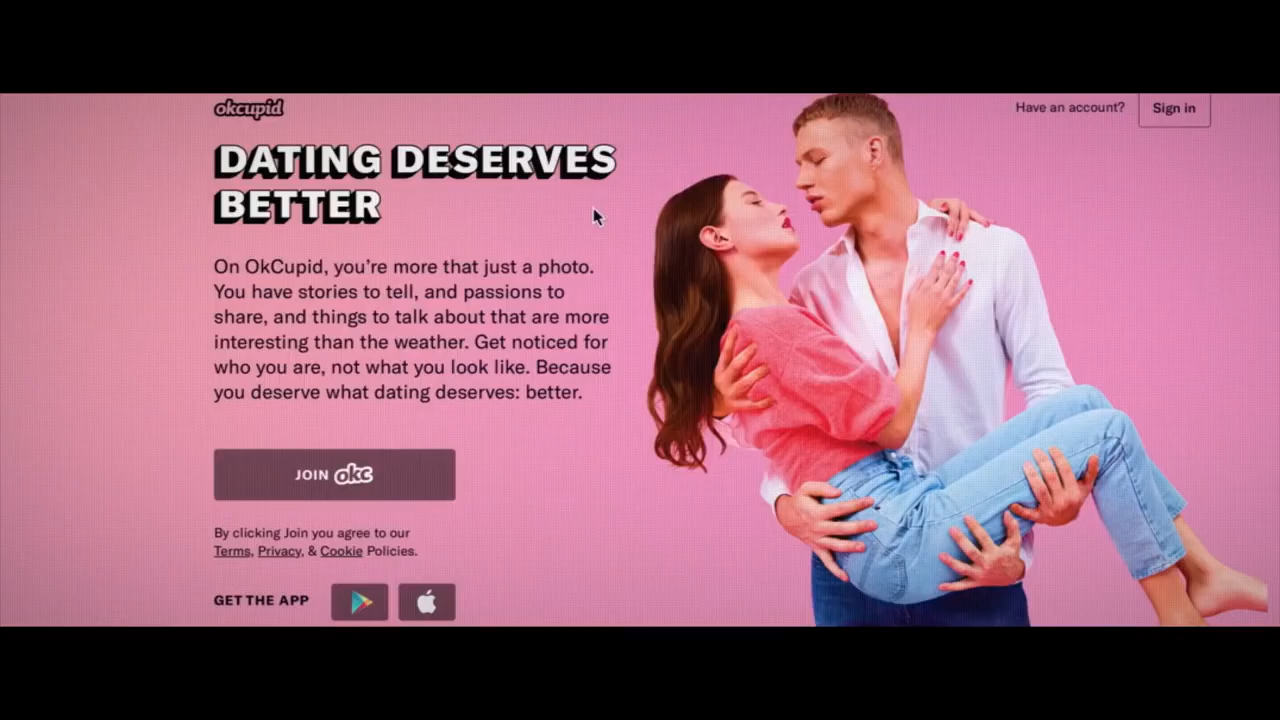 okcupid
Have an account?
Sign in
DATING DESERVES
BETTER
On OkCupid, you're more that just a photo.
You have stories to tell, and passions to
share, and things to talk about that are more
interesting than the weather. Get noticed for
who you are, not what you look like. Because
you deserve what dating deserves: better.
JOIN okc
By clicking Join you agree to our
Terms, Privacy, & Cookie Policies.
GET THE APP